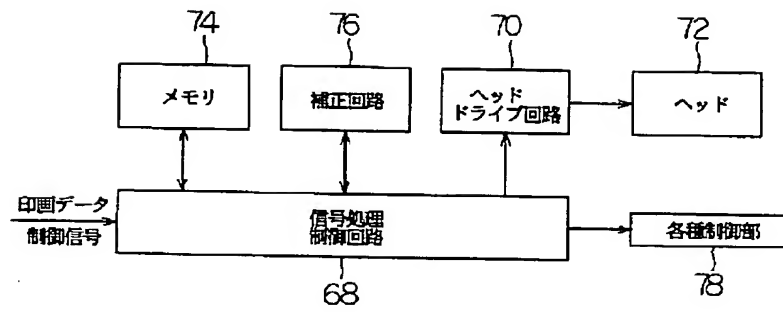 74
76
70
72
メモリ
補正回路
ヘッド
ドライブ回路
ヘッド
印画データ
制御信号
信号処理
制御回路
各種制御部
68
78